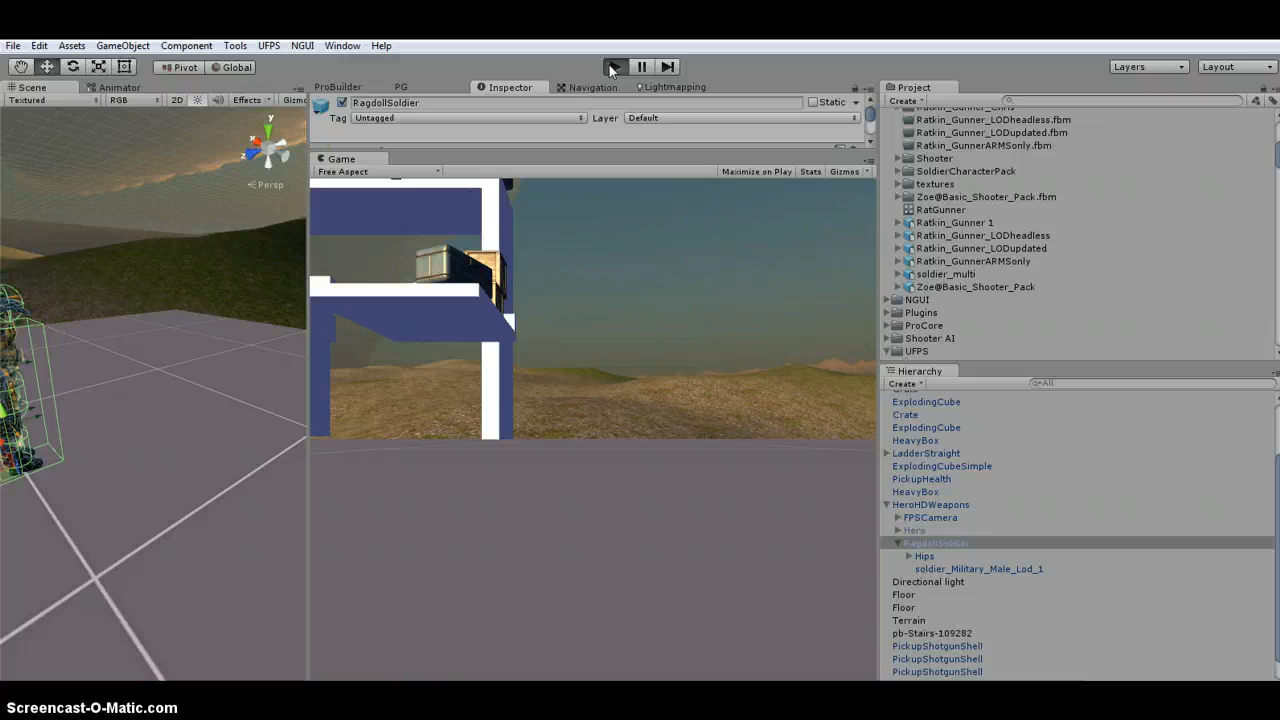 File Edit Assets GameObject Component Tools UFPS NGUI Window Help
Pivot Global Layers Layout
Scene Animator
Textured RGB 2D Effects Gizmo
y
x
z
Persp
ProBuilder PG Inspector Navigation Lightmapping
RagdollSoldier Static
Tag Untagged Layer Default
Game
Free Aspect Maximize on Play Stats Gizmos
Project
Create
Ratkin_Gunner_LODheadless.fbm
Ratkin_Gunner_LODupdated.fbm
Ratkin_GunnerARMSonly.fbm
Shooter
SoldierCharacterPack
textures
Zoe@Basic_Shooter_Pack.fbm
RatGunner
Ratkin_Gunner 1
Ratkin_Gunner_LODheadless
Ratkin_Gunner_LODupdated
Ratkin_GunnerARMSonly
soldier_multi
Zoe@Basic_Shooter_Pack
NGUI
Plugins
ProCore
Shooter AI
UFPS
Hierarchy
Create All
ExplodingCube
Crate
ExplodingCube
HeavyBox
LadderStraight
ExplodingCubeSimple
PickupHealth
HeavyBox
HeroHDWeapons
FPSCamera
Hero
RagdollSoldier
Hips
soldier_Military_Male_Lod_1
Directional light
Floor
Floor
Terrain
pb-Stairs-109282
PickupShotgunShell
PickupShotgunShell
PickupShotgunShell
Screencast-O-Matic.com